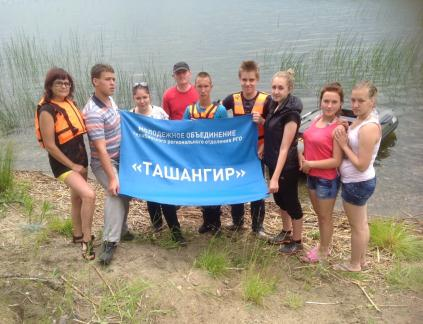 МОЛОДЕЖНОЕ ОБЪЕДИНЕНИЕ
регионального отделения РГО
«ТАШАНГИР»